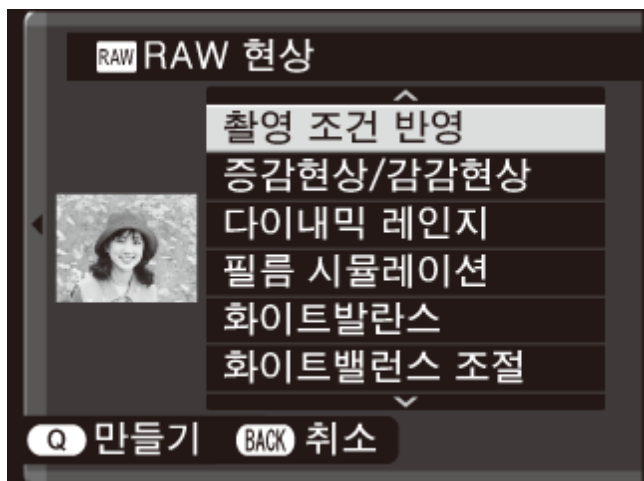 RAW RAW 현상
촬영 조건 반영
증감현상/감감현상
다이내믹 레인지
필름 시뮬레이션
화이트발란스
화이트밸런스 조절
Q 만들기 BACK 취소